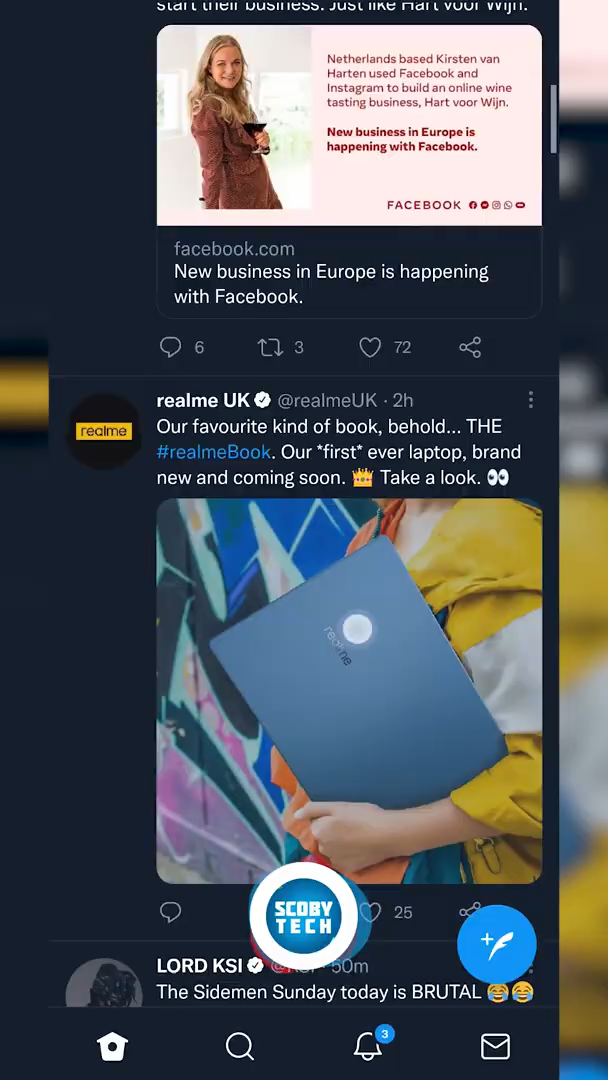 start their business. Just like Hart voor Wijn.
Netherlands based Kirsten van
Harten used Facebook and
Instagram to build an online wine
tasting business, Hart voor Wijn.
New business in Europe is
happening with Facebook.
FACEBOOK
facebook.com
New business in Europe is happening
with Facebook.
6 3 72
realme UK @realmeUK · 2h
realme
Our favourite kind of book, behold... THE
#realmeBook. Our *first* ever laptop, brand
new and coming soon. 👑 Take a look. 👀
realme
25
SCOBY
TECH
LORD KSI 50m
The Sidemen Sunday today is BRUTAL 😂😂
3